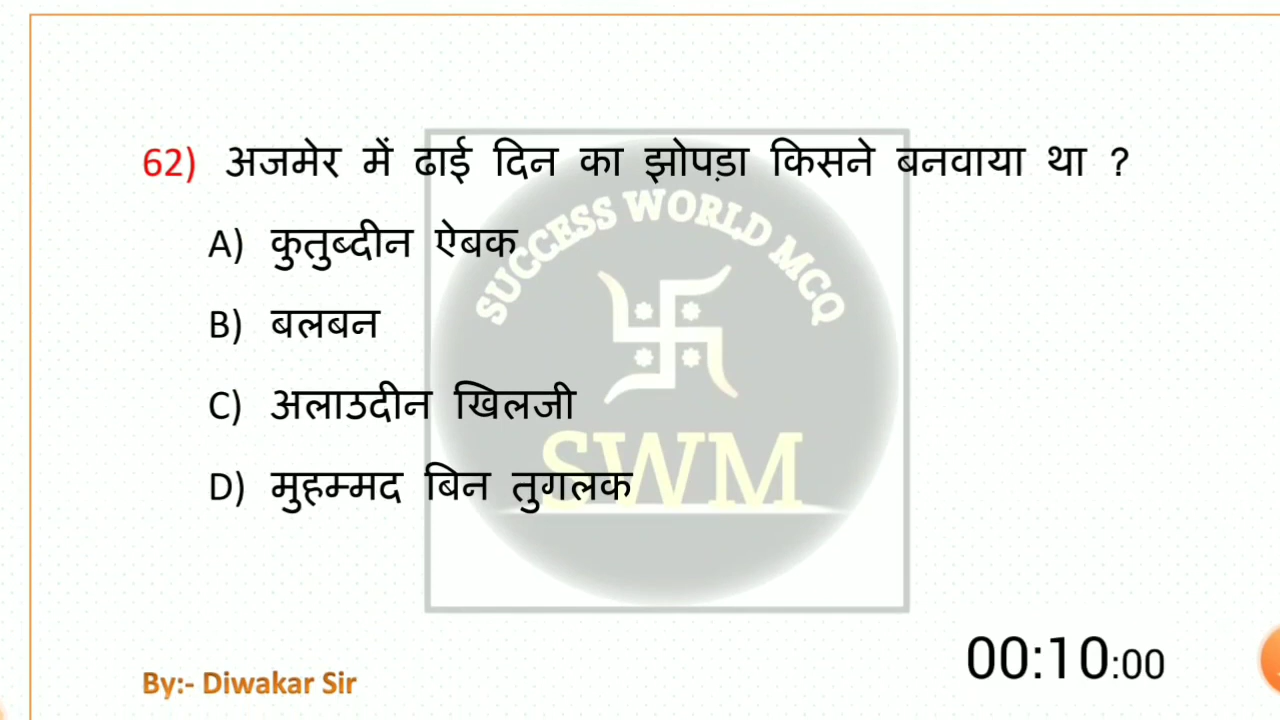 62) अजमेर में ढाई दिन का झोपड़ा किसने बनवाया था ?
SUCCESS WORLD MCQ
A) कुतुब्दीन ऐबक
B) बलबन
C) अलाउदीन खिलजी
D) मुहम्मद बिन तुगलक
SWM
00:10:00
By:- Diwakar Sir